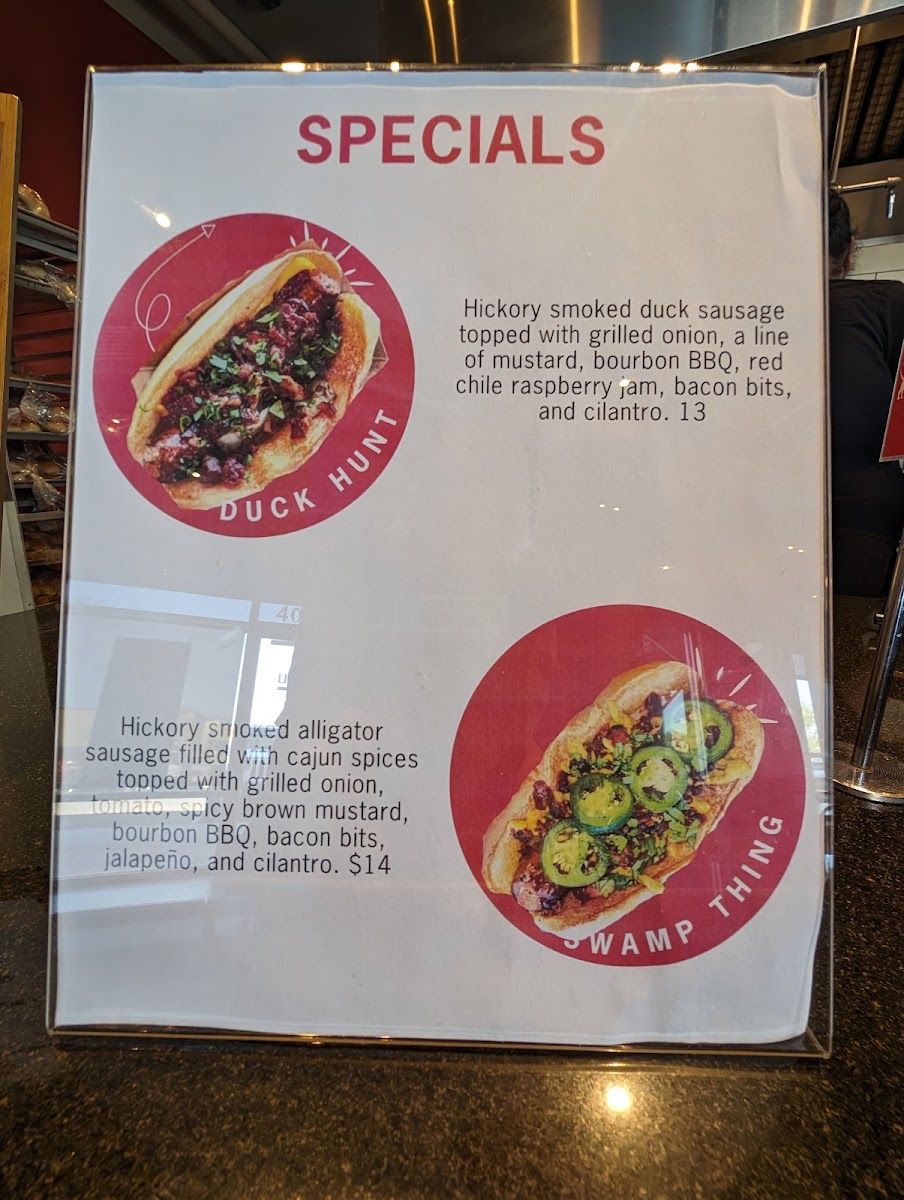 SPECIALS
DUCK HUNT
Hickory smoked duck sausage
topped with grilled onion, a line
of mustard, bourbon BBQ, red
chile raspberry jam, bacon bits,
and cilantro. 13
40
Hickory smoked alligator
sausage filled with cajun spices
topped with grilled onion,
tomato, spicy brown mustard,
bourbon BBQ, bacon bits,
jalapeño, and cilantro. $14
SWAMP THING